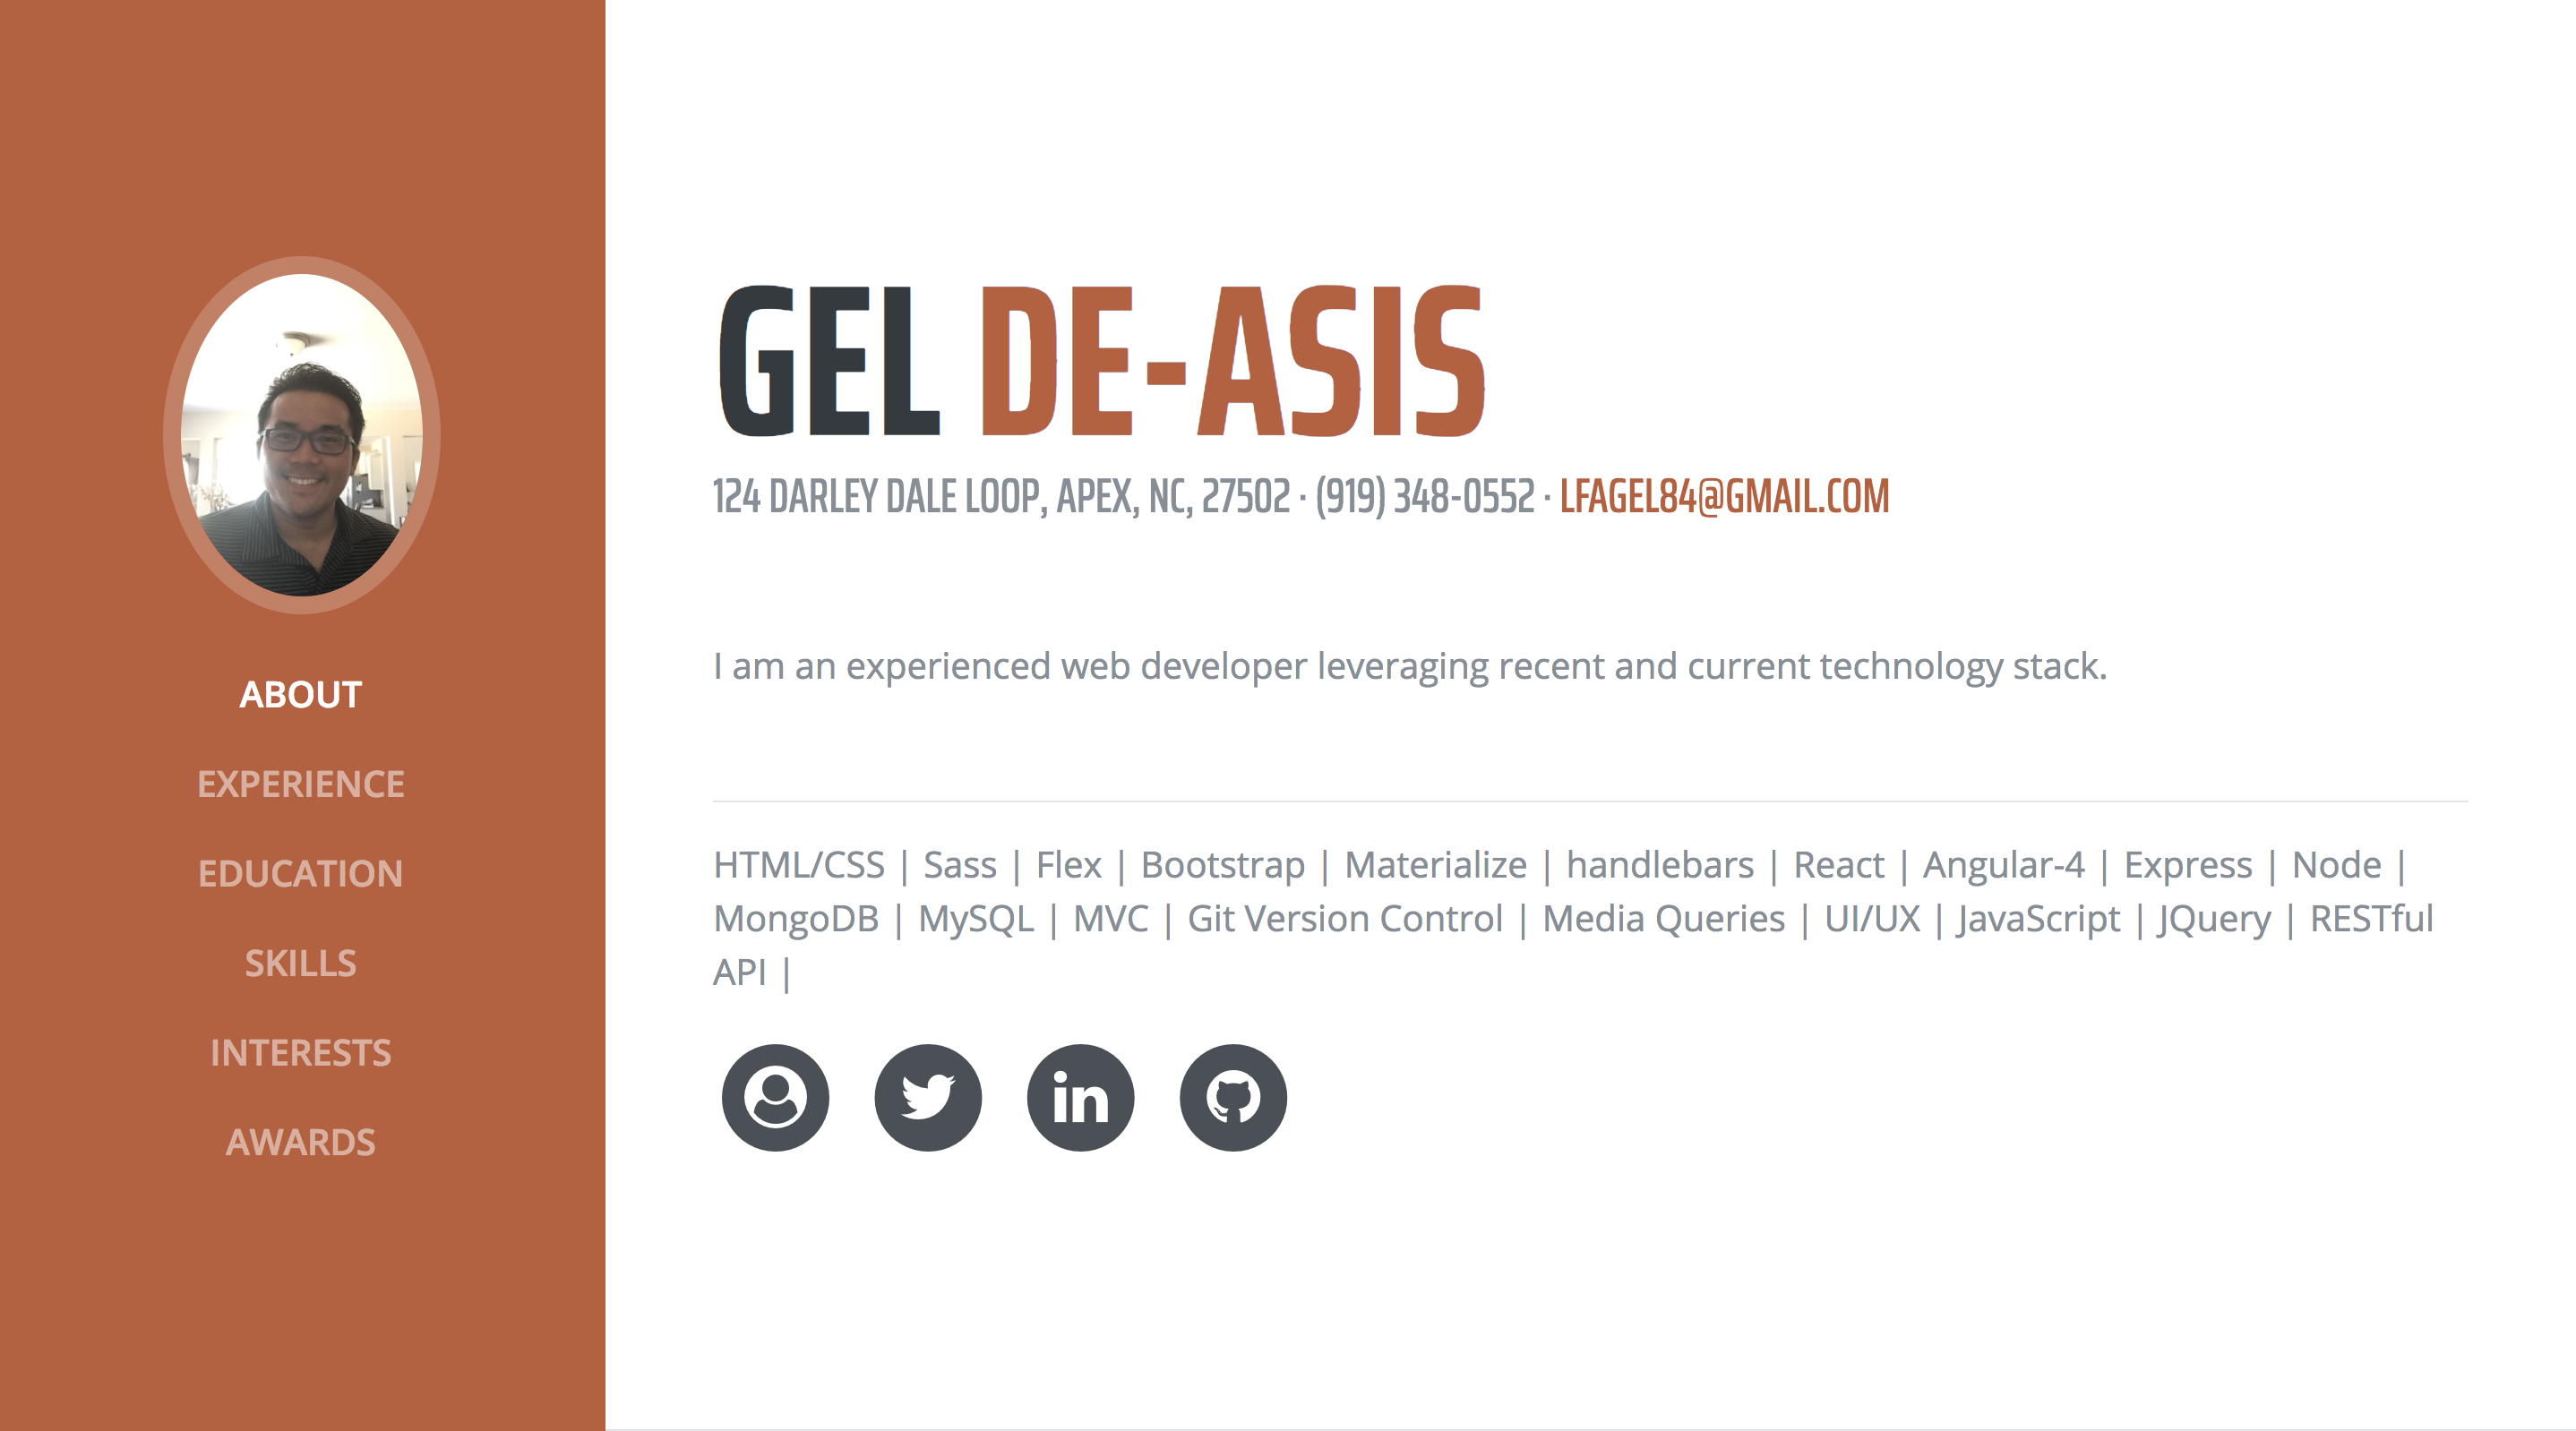 ABOUT
EXPERIENCE
EDUCATION
SKILLS
INTERESTS
AWARDS
GEL DE-ASIS
124 DARLEY DALE LOOP, APEX, NC, 27502 · (919) 348-0552 · LFAGEL84@GMAIL.COM
I am an experienced web developer leveraging recent and current technology stack.
HTML/CSS | Sass | Flex | Bootstrap | Materialize | handlebars | React | Angular-4 | Express | Node |
MongoDB | MySQL | MVC | Git Version Control | Media Queries | UI/UX | JavaScript | JQuery | RESTful
API |
in